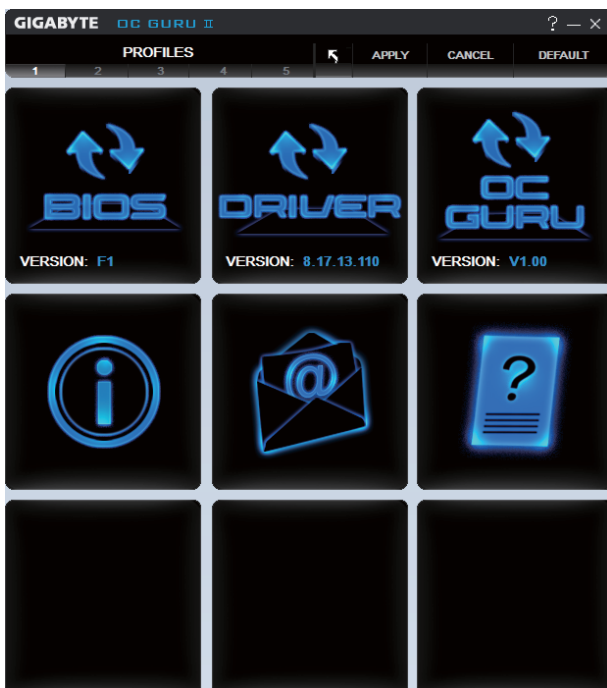 GIGABYTE OC GURU II ? — ×
PROFILES APPLY CANCEL DEFAULT
1 2 3 4 5
BIOS DRIVER OC
GURU
VERSION: F1 VERSION: 8.17.13.110 VERSION: V1.00
i @ ?